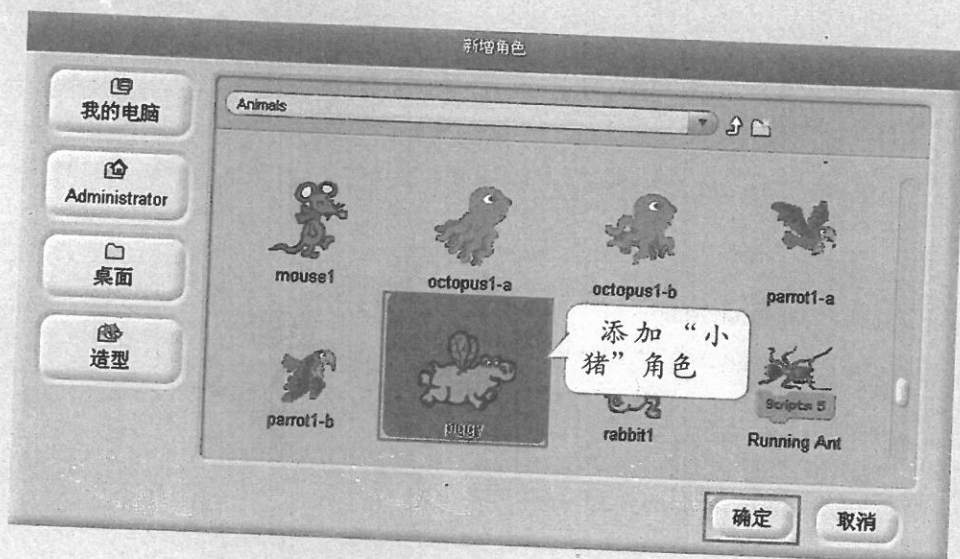 新增角色
我的电脑
Administrator
桌面
造型
Animals
mouse1
octopus1-a
octopus1-b
parrot1-a
parrot1-b
添加“小
猪”角色
rabbit1
Scripts 5
Running Ant
确定
取消